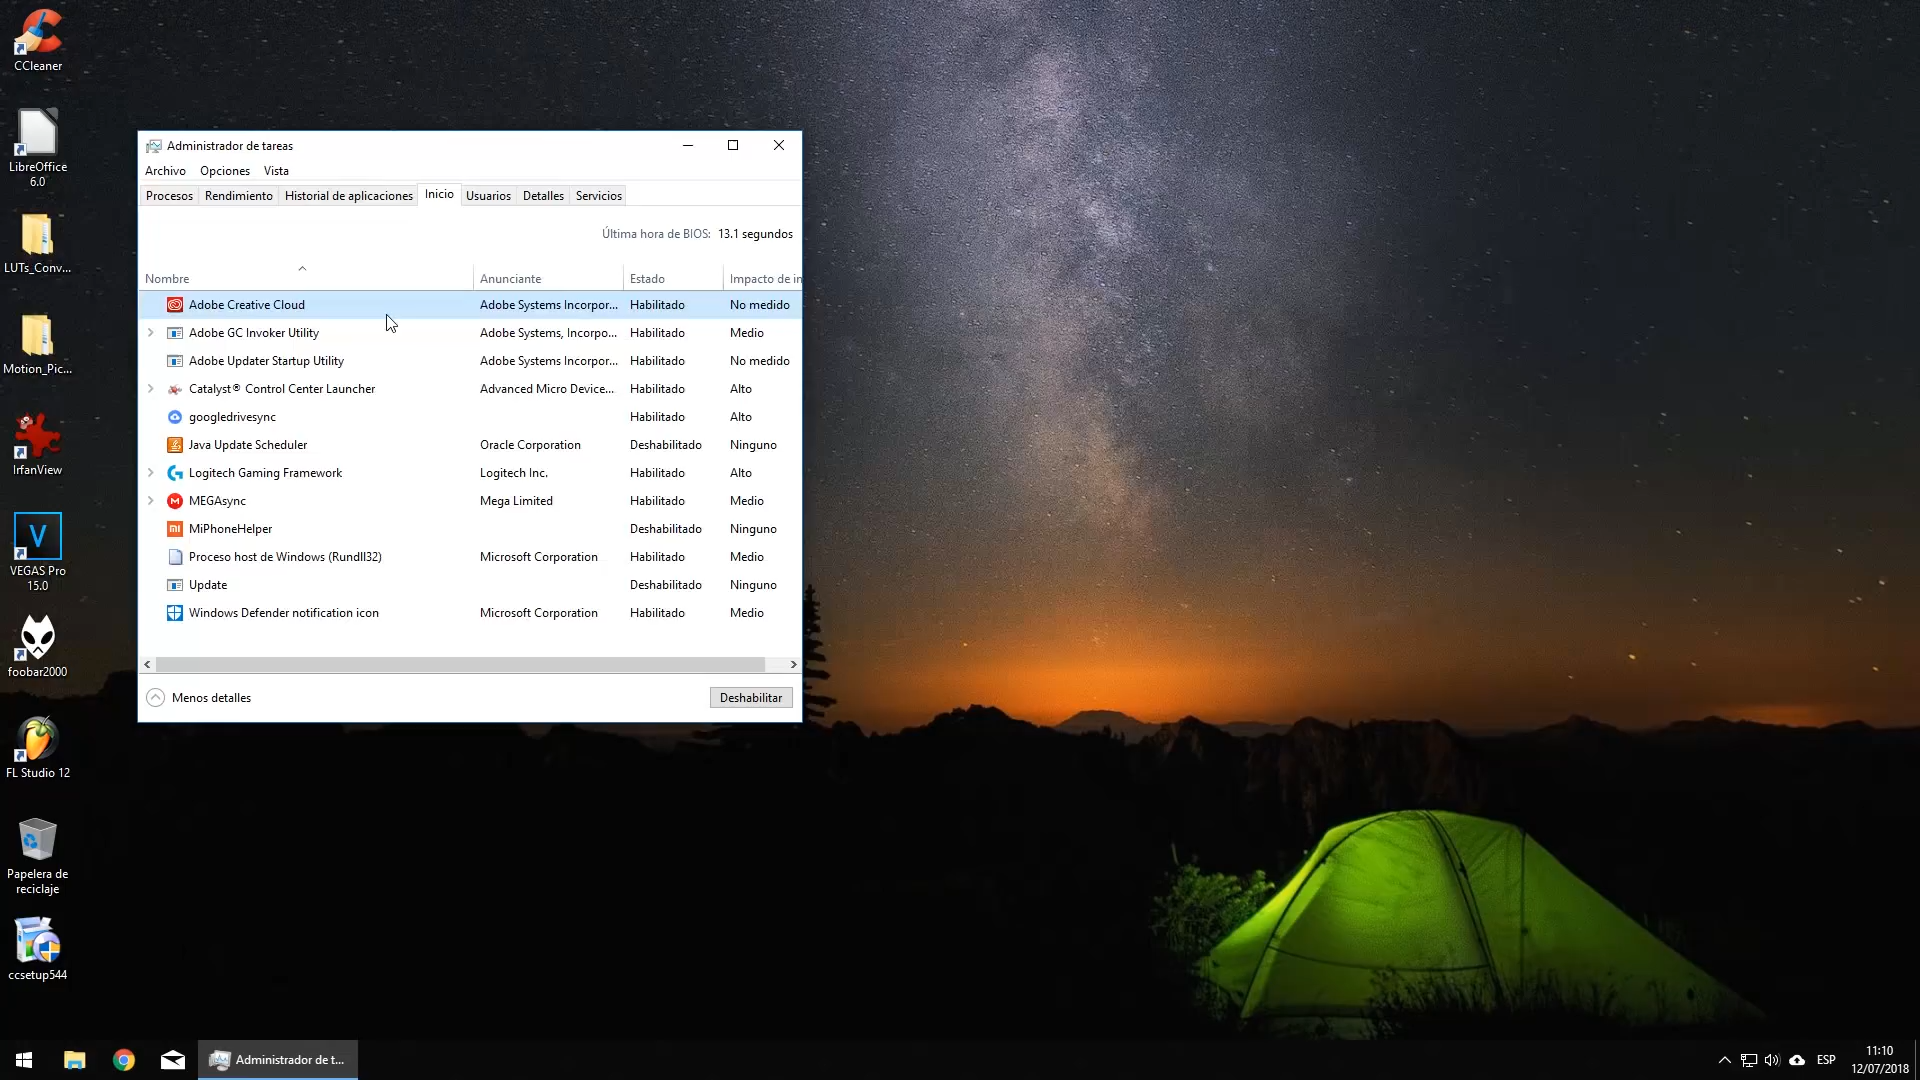 CCleaner
LibreOffice
6.0
LUTs_Conv...
Motion_Pic...
IrfanView
V
VEGAS Pro
15.0
foobar2000
FL Studio 12
Papelera de
reciclaje
ccsetup544
Administrador de tareas
Archivo Opciones Vista
Procesos Rendimiento Historial de aplicaciones Inicio Usuarios Detalles Servicios
Última hora de BIOS: 13.1 segundos
Nombre Anunciante Estado Impacto de in
Adobe Creative Cloud Adobe Systems Incorpor... Habilitado No medido
Adobe GC Invoker Utility Adobe Systems, Incorpo... Habilitado Medio
Adobe Updater Startup Utility Adobe Systems Incorpor... Habilitado No medido
Catalyst® Control Center Launcher Advanced Micro Device... Habilitado Alto
googledrivesync Habilitado Alto
Java Update Scheduler Oracle Corporation Deshabilitado Ninguno
Logitech Gaming Framework Logitech Inc. Habilitado Alto
MEGAsync Mega Limited Habilitado Medio
MiPhoneHelper Deshabilitado Ninguno
Proceso host de Windows (Rundll32) Microsoft Corporation Habilitado Medio
Update Deshabilitado Ninguno
Windows Defender notification icon Microsoft Corporation Habilitado Medio
Menos detalles Deshabilitar
Administrador de t...
ESP
11:10
12/07/2018